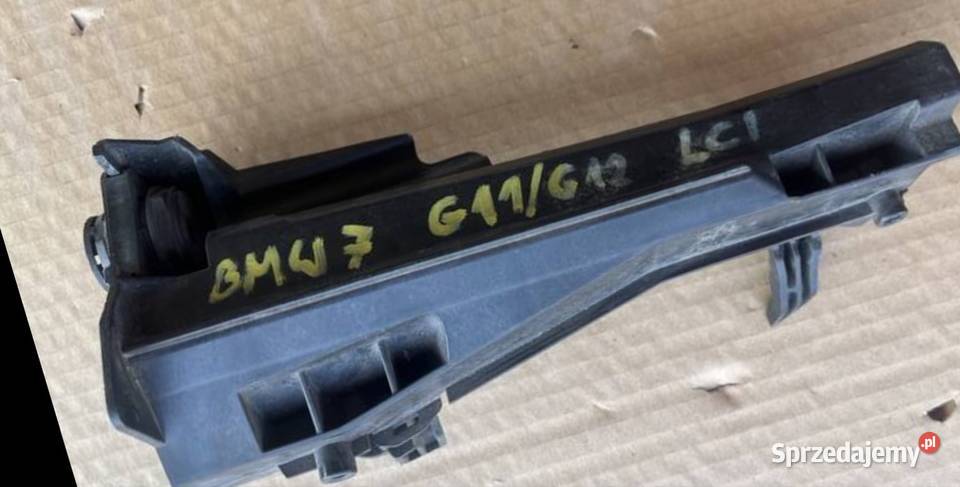 BMW 7 G11/G12 LCI
Sprzedajemy.pl